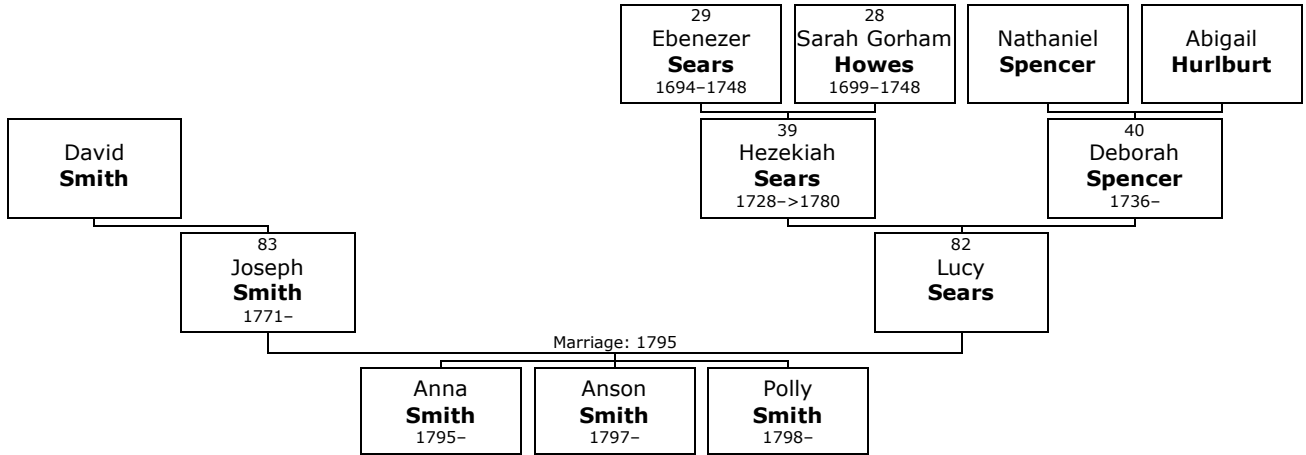 29
Ebenezer
Sears
1694–1748
28
Sarah Gorham
Howes
1699–1748
Nathaniel
Spencer
Abigail
Hurlburt
David
Smith
39
Hezekiah
Sears
1728–>1780
40
Deborah
Spencer
1736–
83
Joseph
Smith
1771–
82
Lucy
Sears
Marriage: 1795
Anna
Smith
1795–
Anson
Smith
1797–
Polly
Smith
1798–